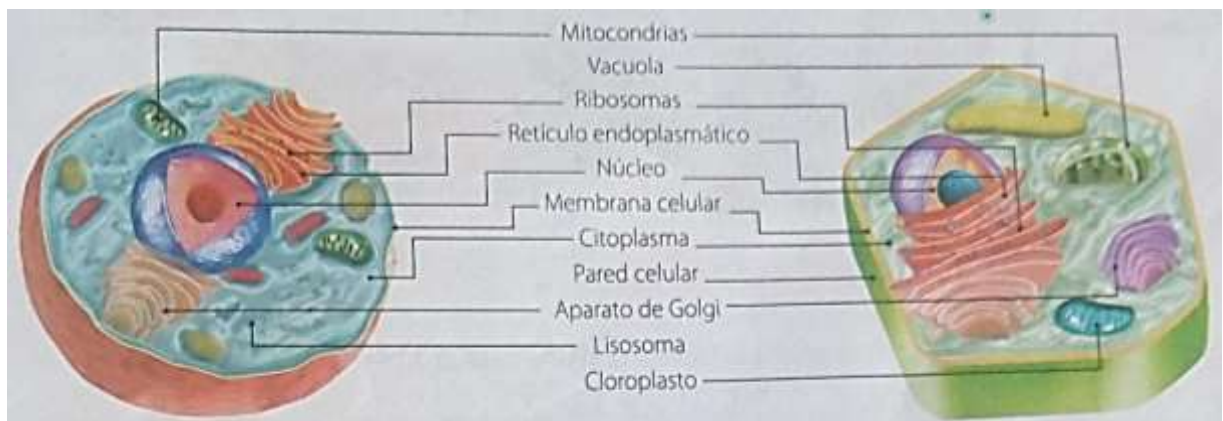 Mitocondrias
Vacuola
Ribosomas
Retículo endoplasmático
Núcleo
Membrana celular
Citoplasma
Pared celular
Aparato de Golgi
Lisosoma
Cloroplasto